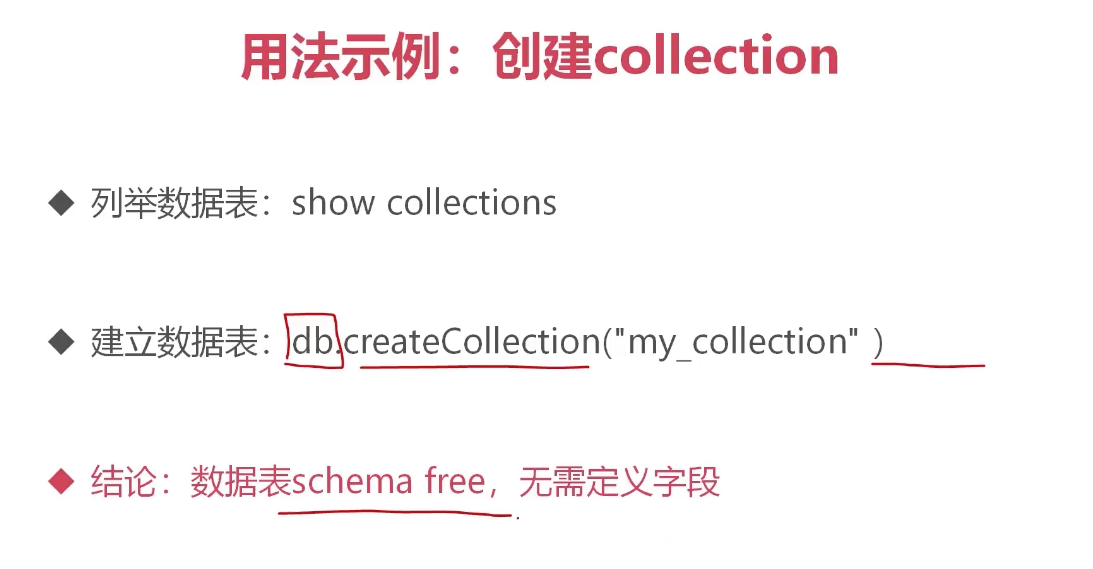 用法示例：创建collection
◆ 列举数据表：show collections
◆ 建立数据表：db.createCollection("my_collection" )
◆ 结论：数据表schema free，无需定义字段